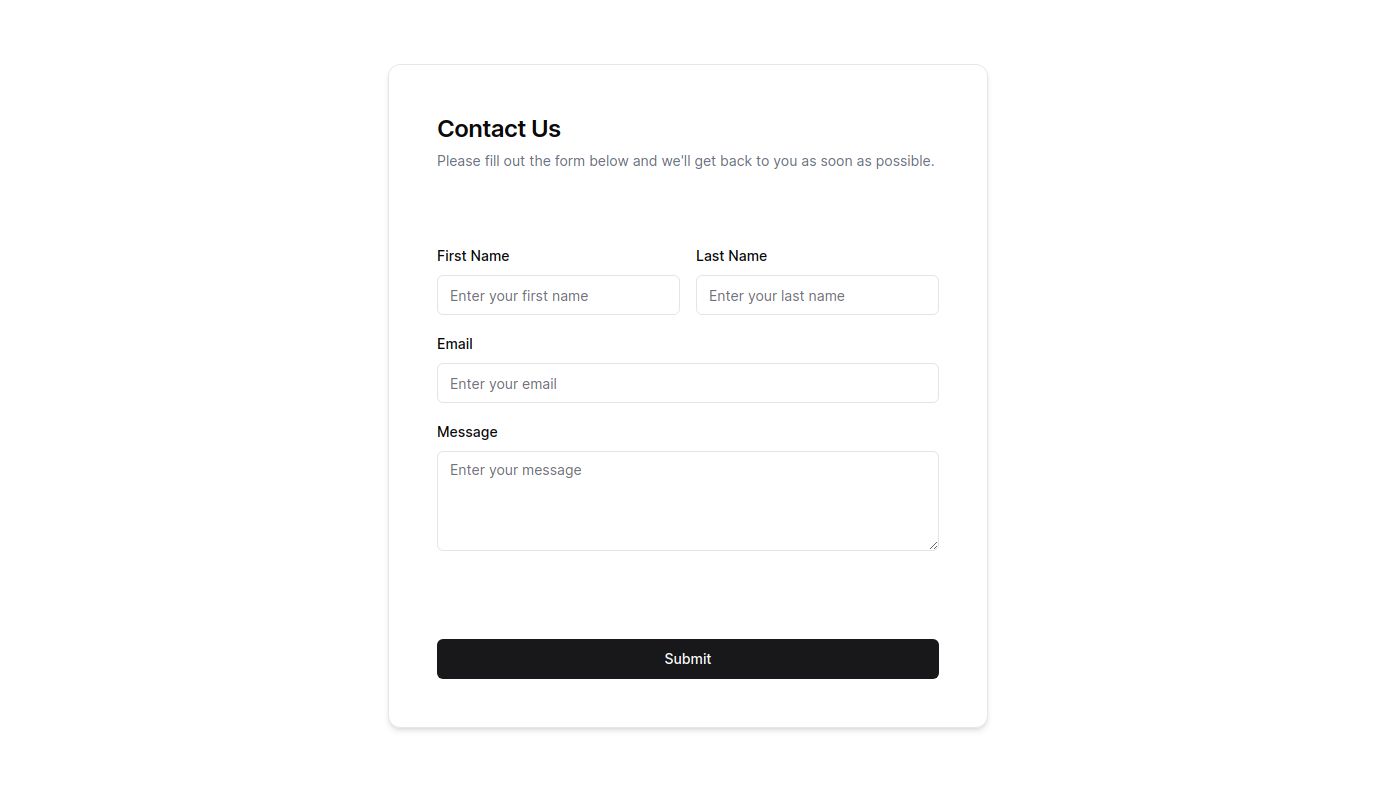 Contact Us
Please fill out the form below and we'll get back to you as soon as possible.
First Name
Last Name
Enter your first name
Enter your last name
Email
Enter your email
Message
Enter your message
Submit